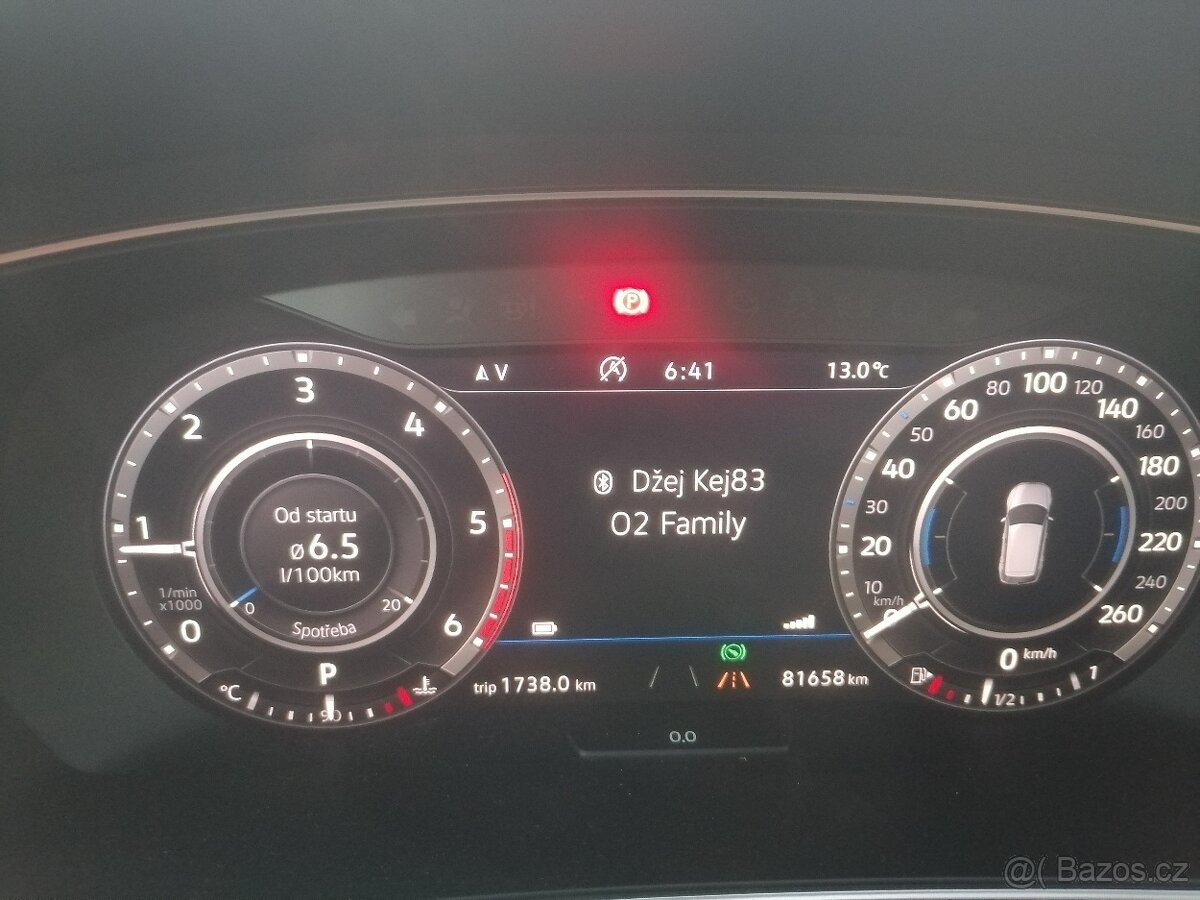 P
V
6:41
13.0°C
1
2
3
4
5
6
0
1/min
x1000
Od startu
ø 6.5
l/100km
0
20
Spotřeba
P
°C
90
Džej Kej83
O2 Family
trip 1738.0 km
81658 km
0.0
0
10
20
30
40
50
60
80
100
120
140
160
180
200
220
240
260
km/h
0 km/h
1/2
1
@( Bazos.cz